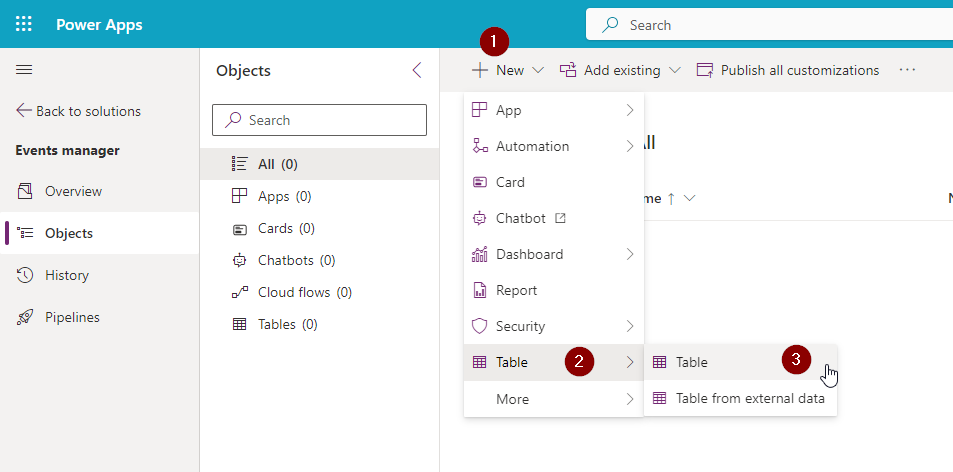 Power Apps
Search
1
New
Add existing
Publish all customizations
Back to solutions
Events manager
Overview
Objects
History
Pipelines
Objects
Search
All (0)
Apps (0)
Cards (0)
Chatbots (0)
Cloud flows (0)
Tables (0)
App
Automation
Card
Chatbot
Dashboard
Report
Security
Table 2
More
Table 3
Table from external data